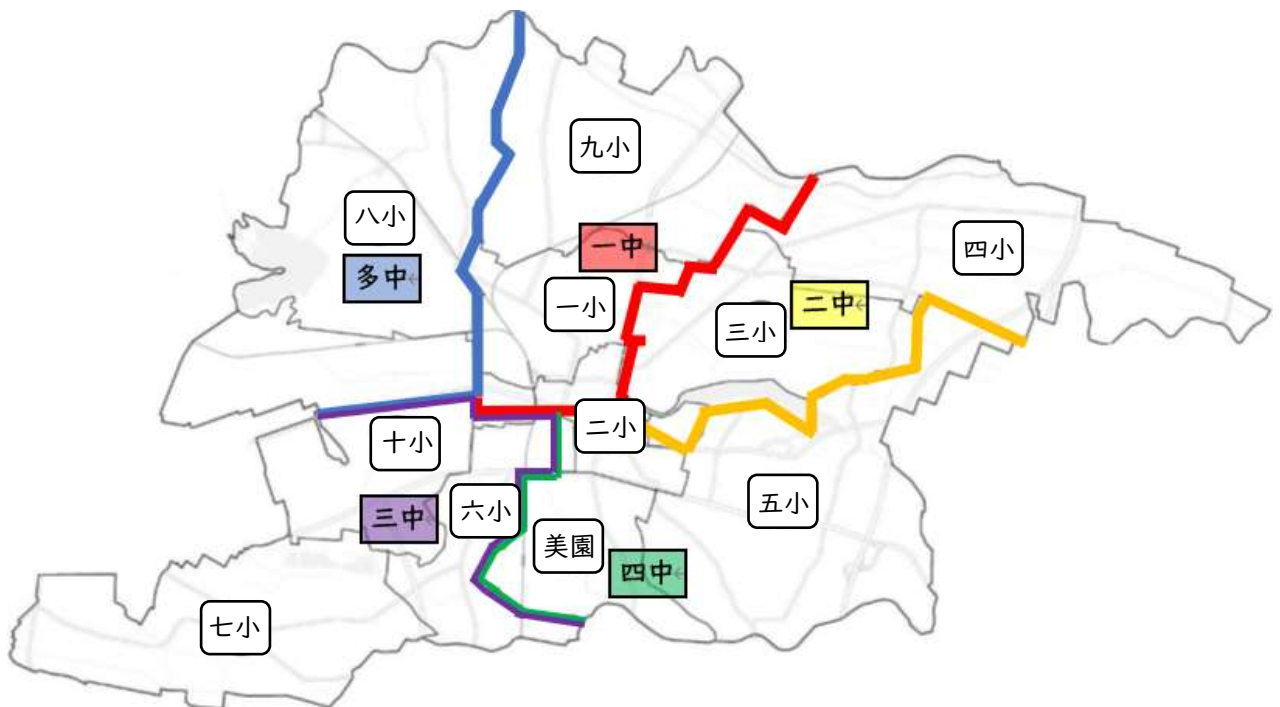 九小
八小
一中
四小
多中
一小
二中
三小
二小
十小
五小
六小
三中
美園
四中
七小